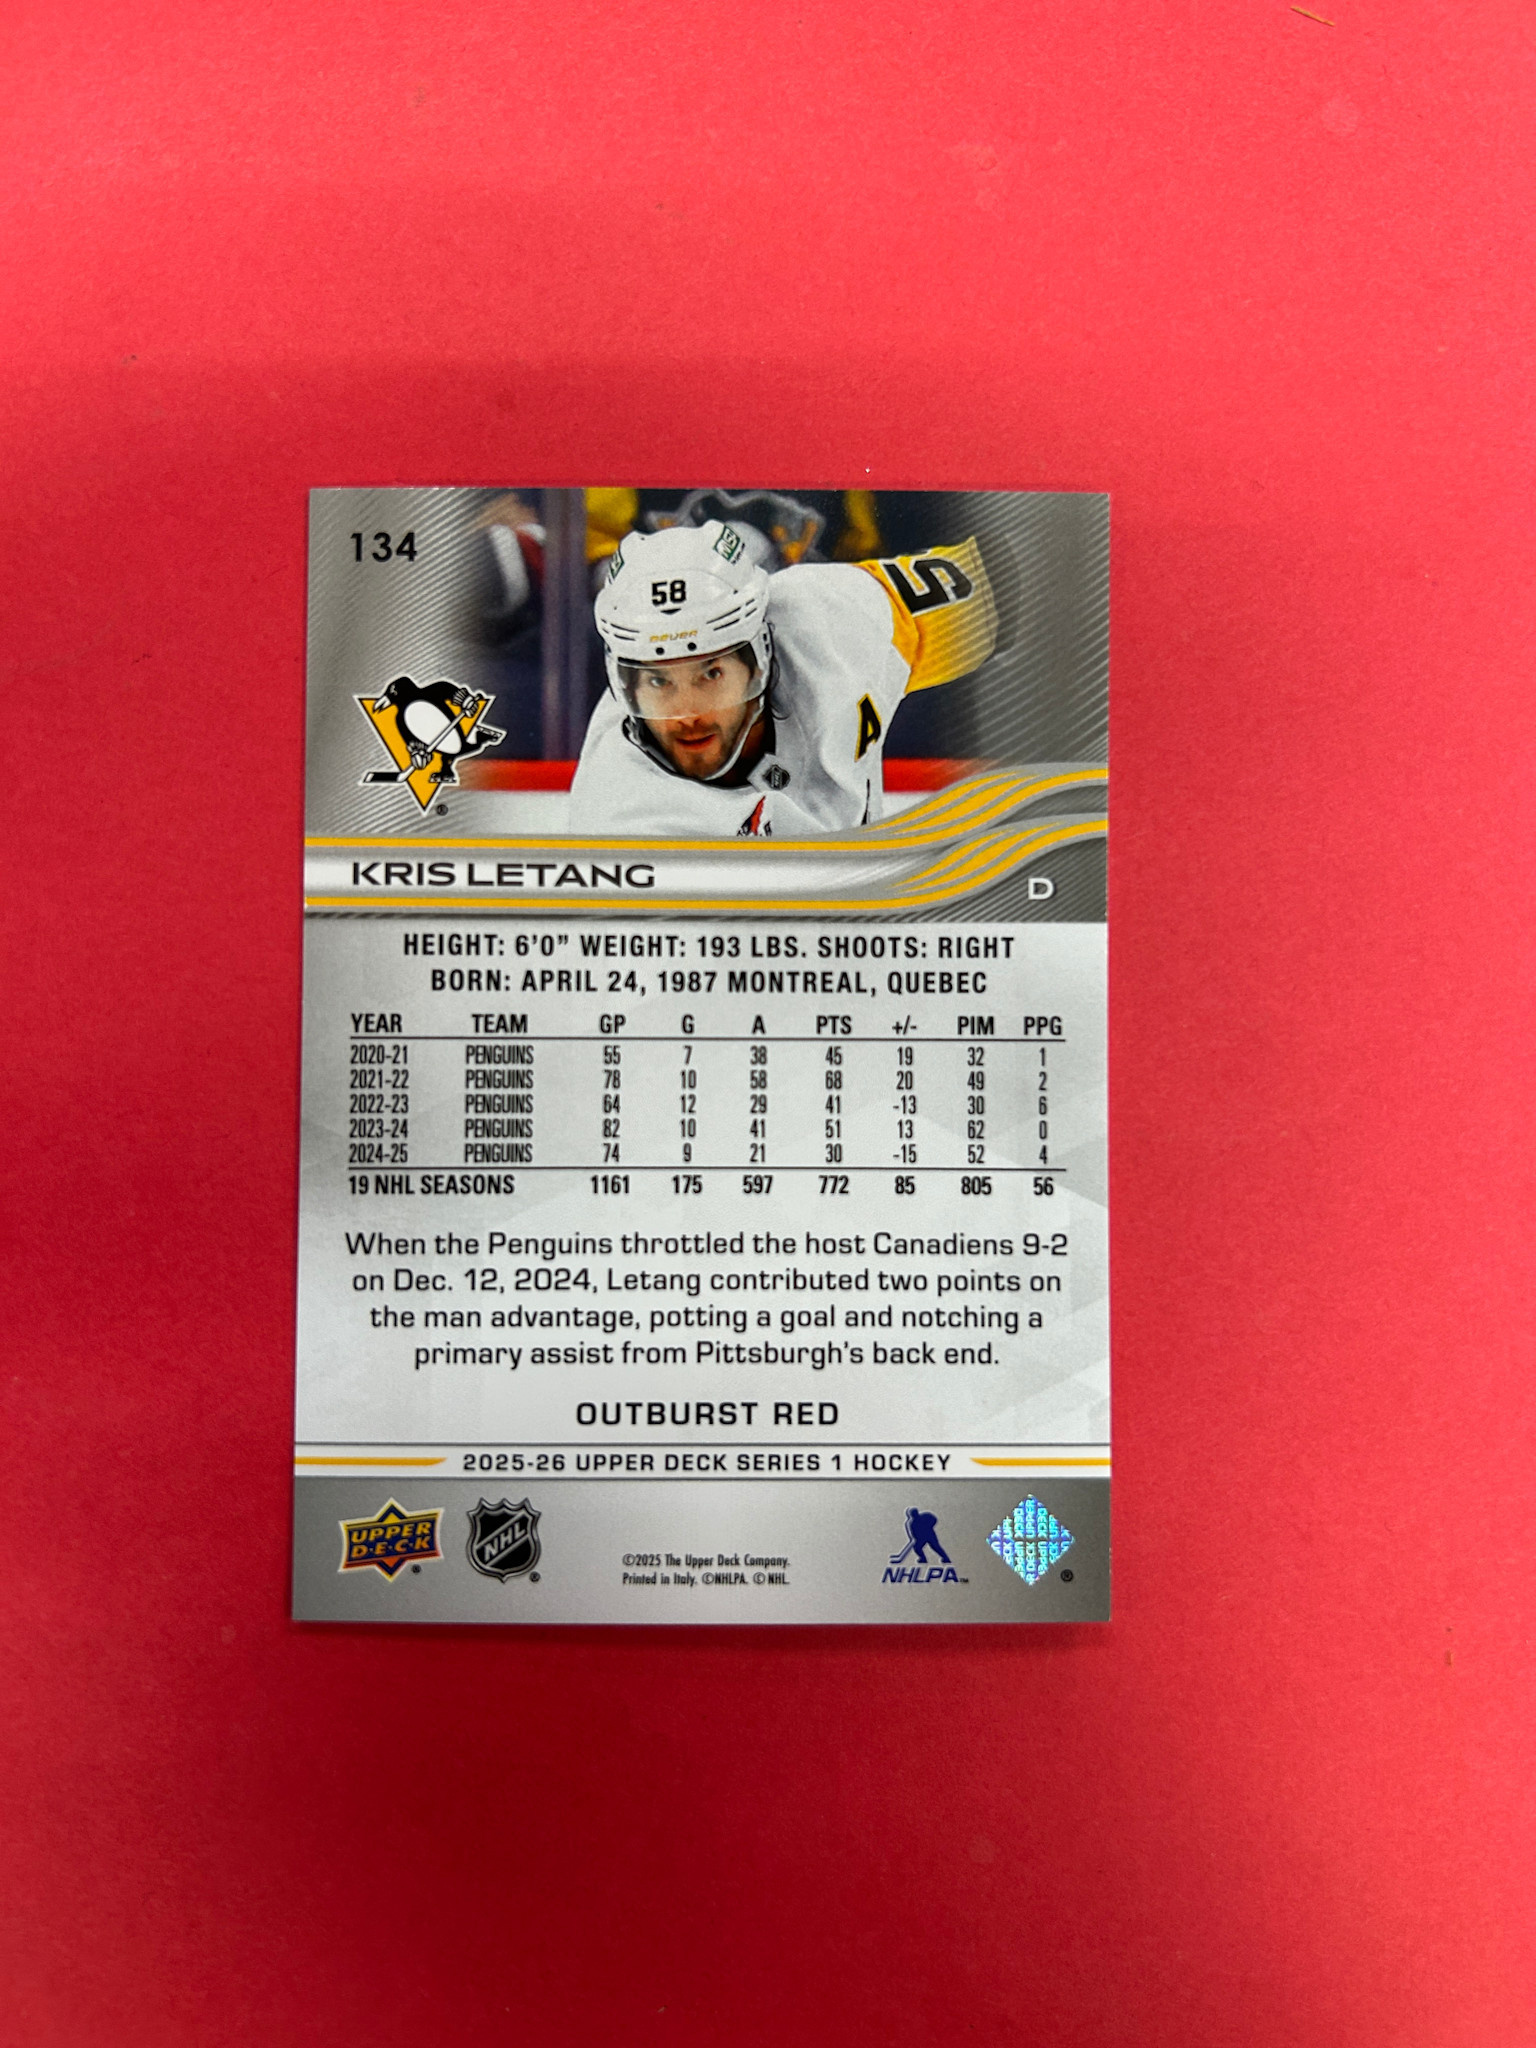 134
58
BAUER
5
A
KRIS LETANG
D
HEIGHT: 6'0" WEIGHT: 193 LBS. SHOOTS: RIGHT
BORN: APRIL 24, 1987 MONTREAL, QUEBEC
YEAR TEAM GP G A PTS +/- PIM PPG
2020-21 PENGUINS 55 7 38 45 19 32 1
2021-22 PENGUINS 78 10 58 68 20 49 2
2022-23 PENGUINS 64 12 29 41 -13 30 6
2023-24 PENGUINS 82 10 41 51 13 62 0
2024-25 PENGUINS 74 9 21 30 -15 52 4
19 NHL SEASONS 1161 175 597 772 85 805 56
When the Penguins throttled the host Canadiens 9-2
on Dec. 12, 2024, Letang contributed two points on
the man advantage, potting a goal and notching a
primary assist from Pittsburgh's back end.
OUTBURST RED
2025-26 UPPER DECK SERIES 1 HOCKEY
UPPER
D·E·C·K ®
NHL ®
©2025 The Upper Deck Company.
Printed in Italy. ©NHLPA. ©NHL.
NHLPA™
UPPER DECK ®